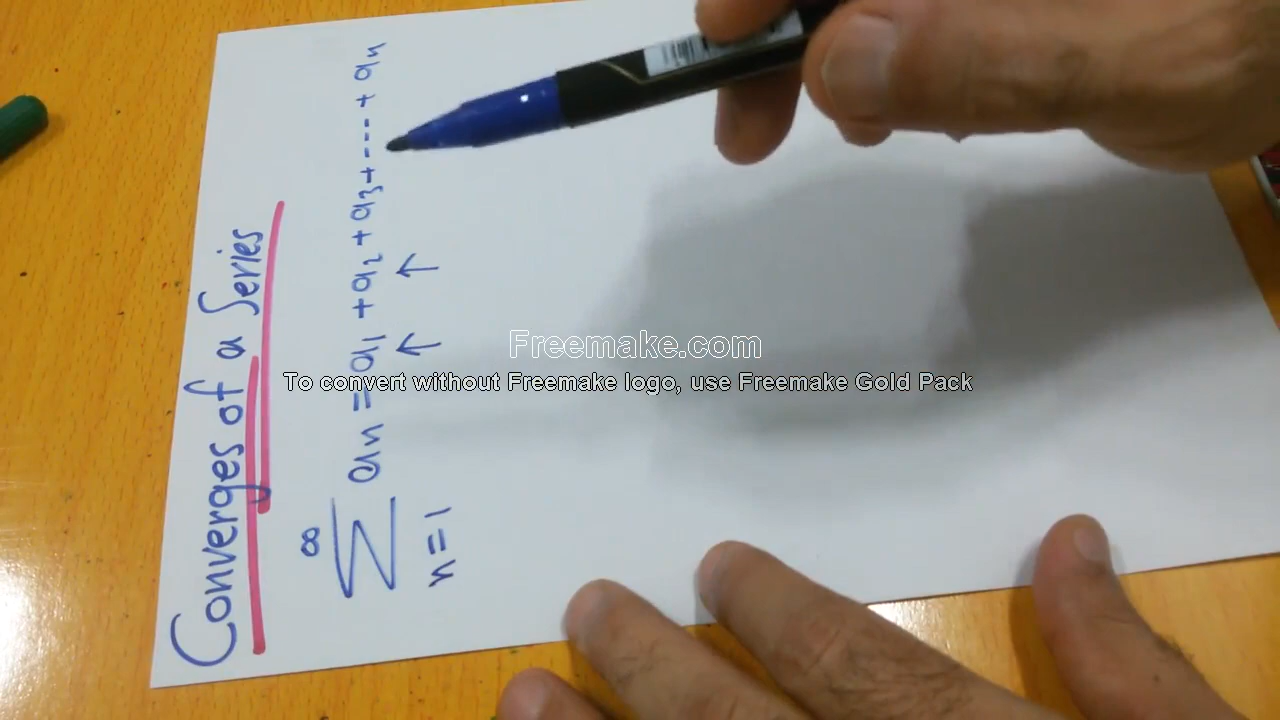 Converges of a Series
∞
∑ an = a1 + a2 + a3 + --- + an
n=1
↑ ↑
Freemake.com
To convert without Freemake logo, use Freemake Gold Pack